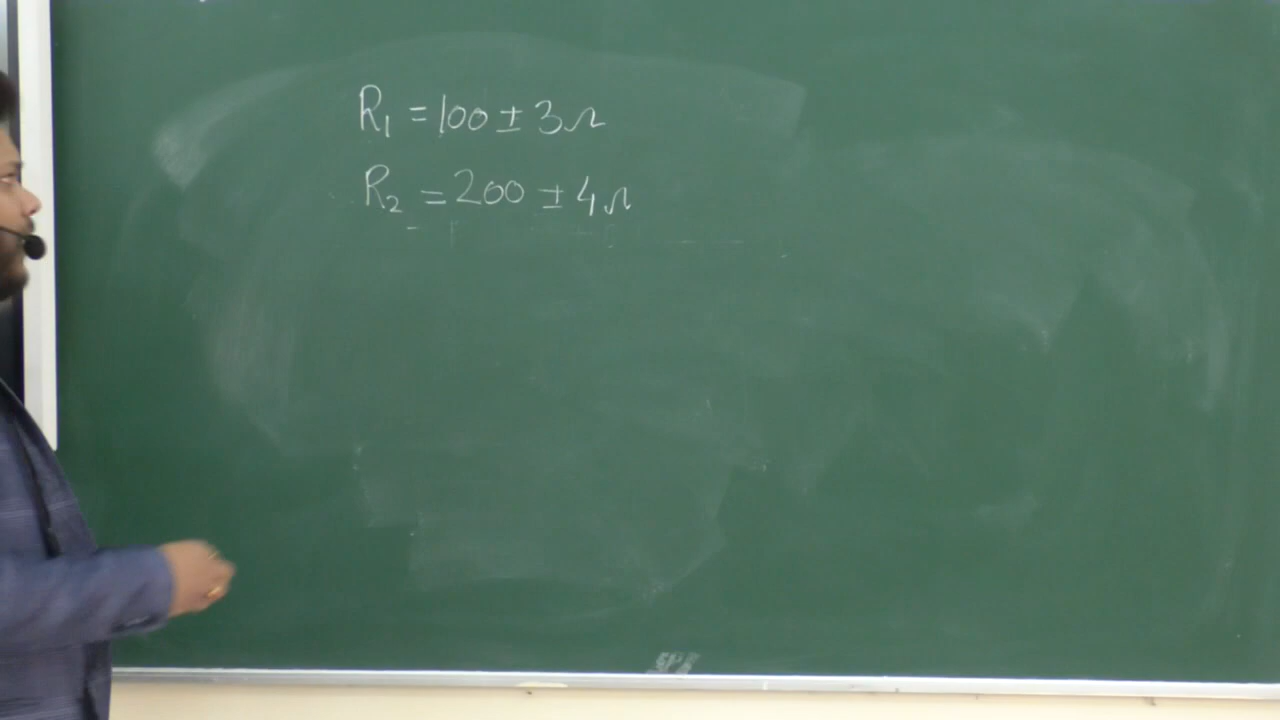 R₁ = 100 ± 3Ω
R₂ = 200 ± 4Ω